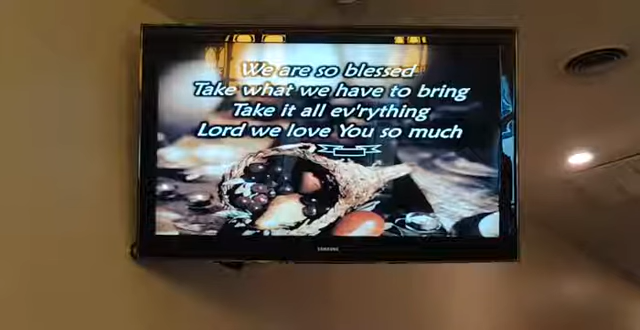 We are so blessed
Take what we have to bring
Take it all ev'rything
Lord we love You so much
SAMSUNG